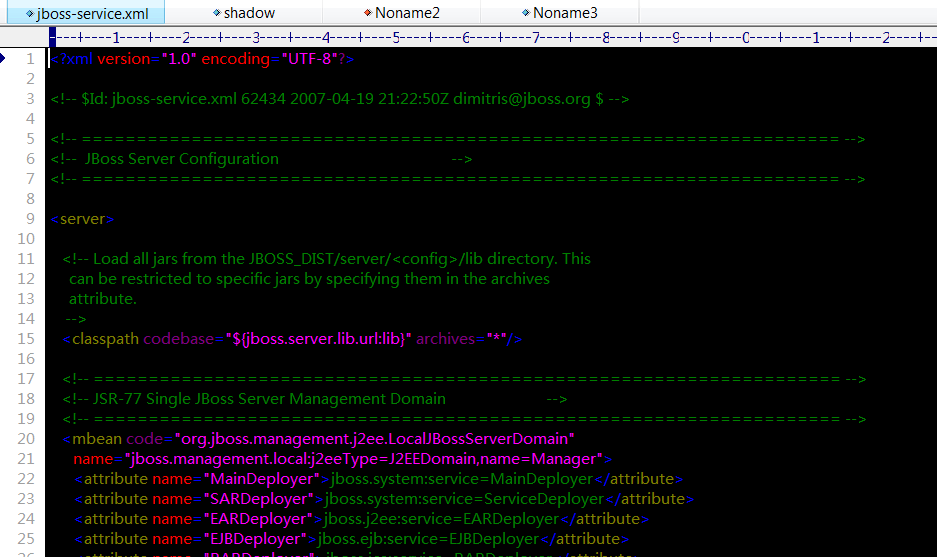 jboss-service.xml shadow Noname2 Noname3
1 2 3 4 5 6 7 8 9 0 1 2
1 <?xml version="1.0" encoding="UTF-8"?>
2
3 <!-- $Id: jboss-service.xml 62434 2007-04-19 21:22:50Z dimitris@jboss.org $ -->
4
5 <!-- ===================================================================== -->
6 <!-- JBoss Server Configuration -->
7 <!-- ===================================================================== -->
8
9 <server>
10
11 <!-- Load all jars from the JBOSS_DIST/server/<config>/lib directory. This
12 can be restricted to specific jars by specifying them in the archives
13 attribute.
14 -->
15 <classpath codebase="${jboss.server.lib.url:lib}" archives="*"/>
16
17 <!-- ==================================================================== -->
18 <!-- JSR-77 Single JBoss Server Management Domain -->
19 <!-- ==================================================================== -->
20 <mbean code="org.jboss.management.j2ee.LocalJBossServerDomain"
21 name="jboss.management.local:j2eeType=J2EEDomain,name=Manager">
22 <attribute name="MainDeployer">jboss.system:service=MainDeployer</attribute>
23 <attribute name="SARDeployer">jboss.system:service=ServiceDeployer</attribute>
24 <attribute name="EARDeployer">jboss.j2ee:service=EARDeployer</attribute>
25 <attribute name="EJBDeployer">jboss.ejb:service=EJBDeployer</attribute>